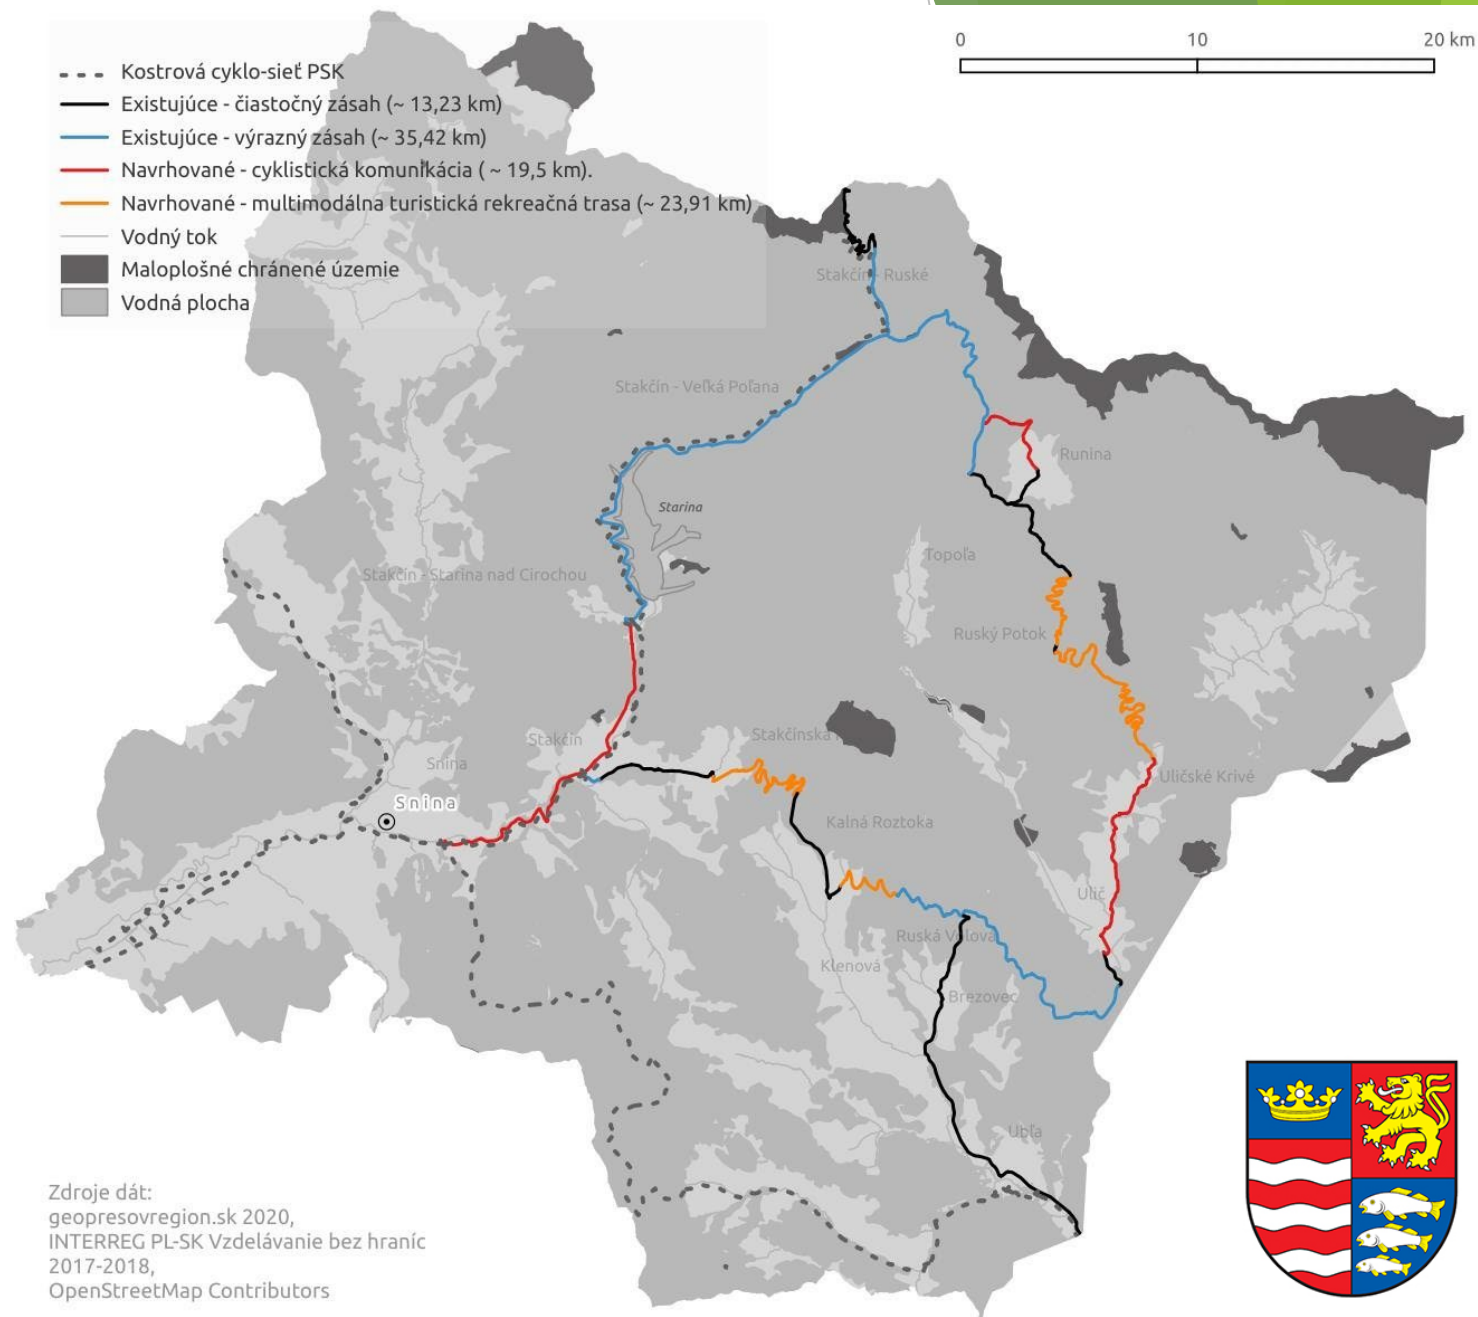 0 10 20 km
Kostrová cyklo-sieť PSK
Existujúce - čiastočný zásah (~ 13,23 km)
Existujúce - výrazný zásah (~ 35,42 km)
Navrhované - cyklistická komunikácia ( ~ 19,5 km).
Navrhované - multimodálna turistická rekreačná trasa (~ 23,91 km)
Vodný tok
Maloplošné chránené územie
Vodná plocha
Stakčín - Ruské
Stakčín - Veľká Poľana
Runina
Starina
Topoľa
Stakčín - Starina nad Cirochou
Ruský Potok
Stakčín
Stakčínska
Snina
Uličské Krivé
Snina
Kalná Roztoka
Ulič
Ruská Volová
Klenová
Brezovec
Ubľa
Zdroje dát:
geopresovregion.sk 2020,
INTERREG PL-SK Vzdelávanie bez hraníc
2017-2018,
OpenStreetMap Contributors